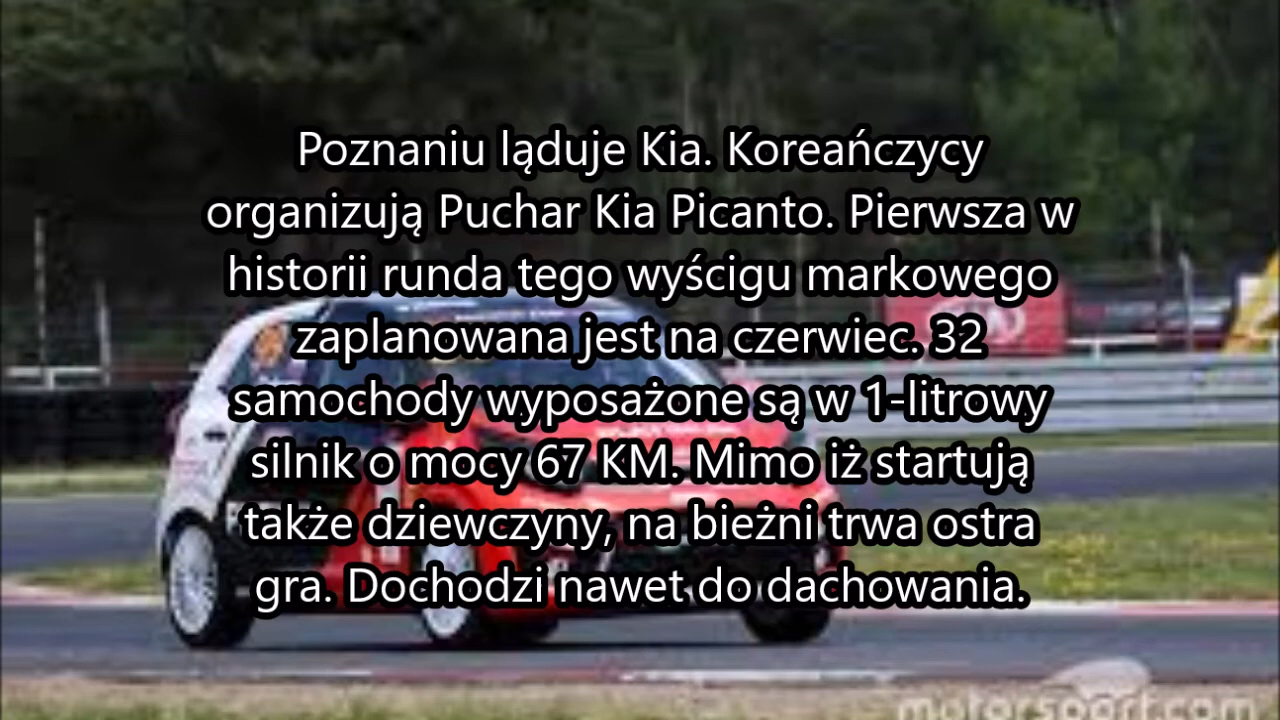 Poznaniu ląduje Kia. Koreańczycy
organizują Puchar Kia Picanto. Pierwsza w
historii runda tego wyścigu markowego
zaplanowana jest na czerwiec. 32
samochody wyposażone są w 1-litrowy
silnik o mocy 67 KM. Mimo iż startują
także dziewczyny, na bieżni trwa ostra
gra. Dochodzi nawet do dachowania.
motorsport.com